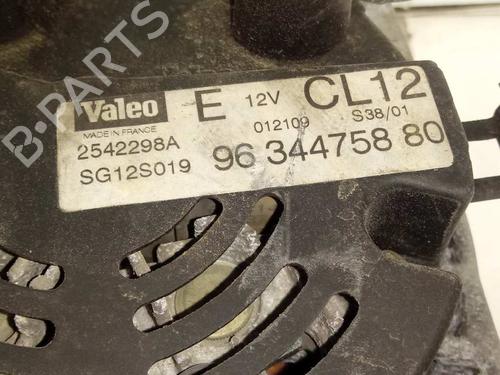 B-PARTS
Valeo E 12V CL12
MADE IN FRANCE 012109 S38/01
2542298A
SG12S019 96 344758 80